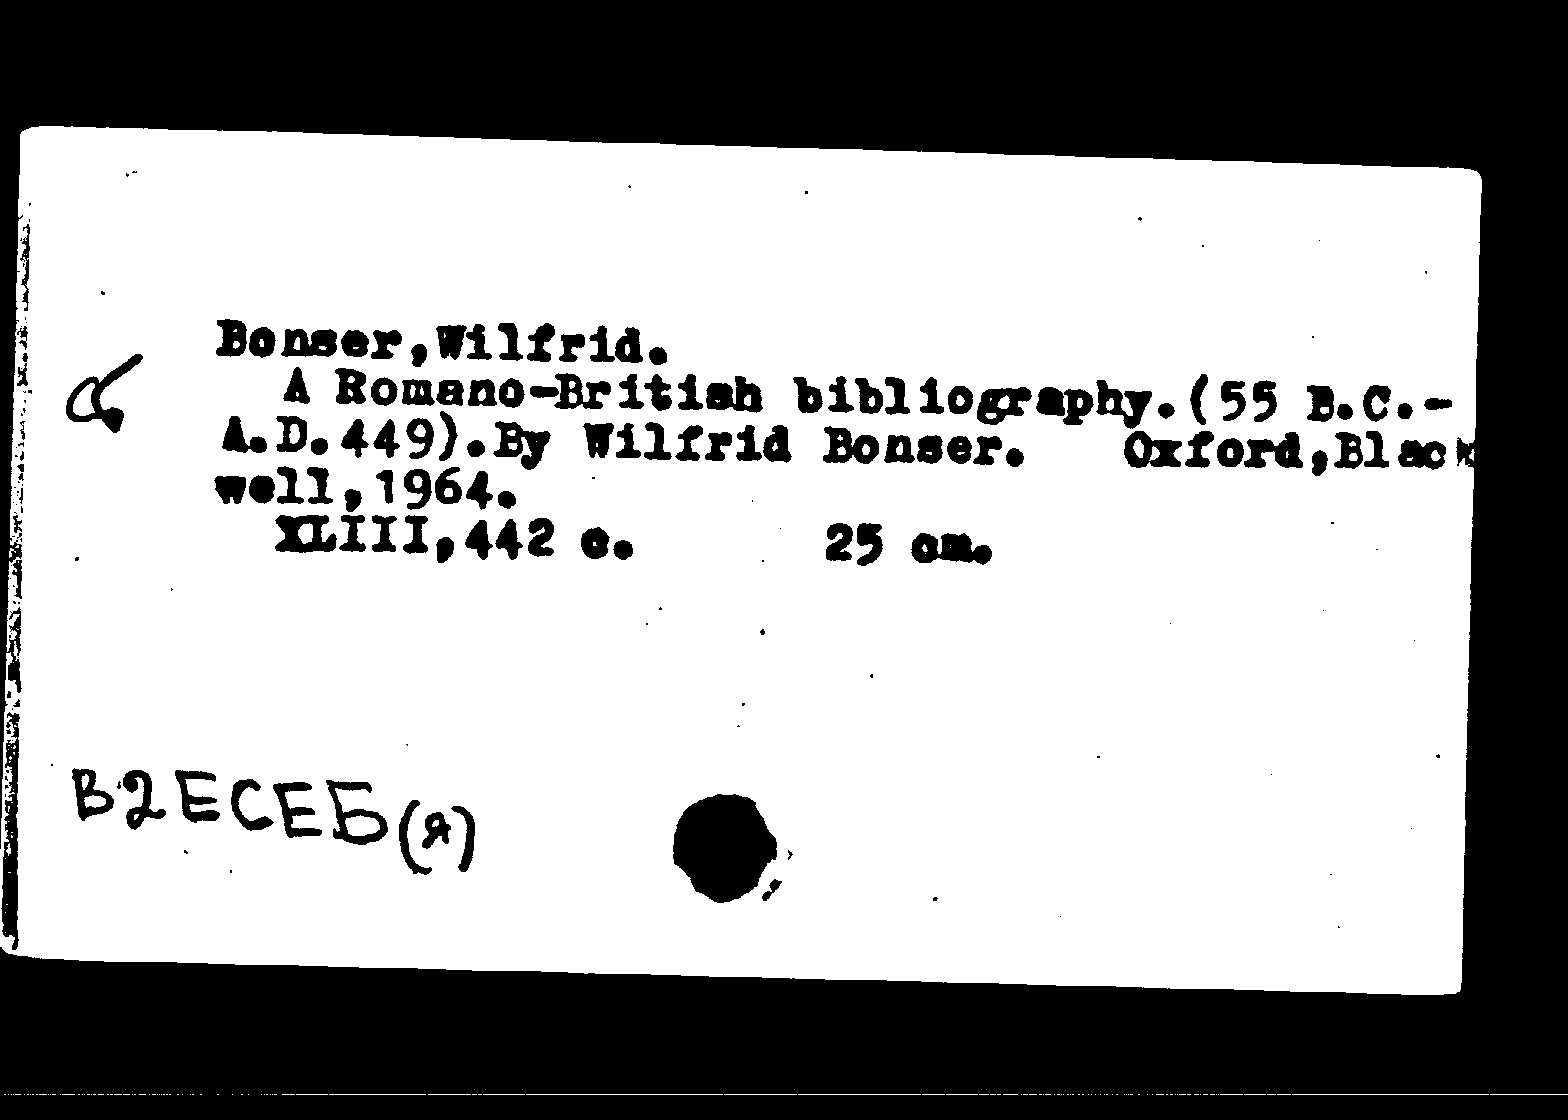 Bonser,Wilfrid.
A Romano-British bibliography.(55 B.C.-
A.D.449).By Wilfrid Bonser. Oxford,Black
well,1964.
XLIII,442 c. 25 cm.
В2ЕСЕБ(я)